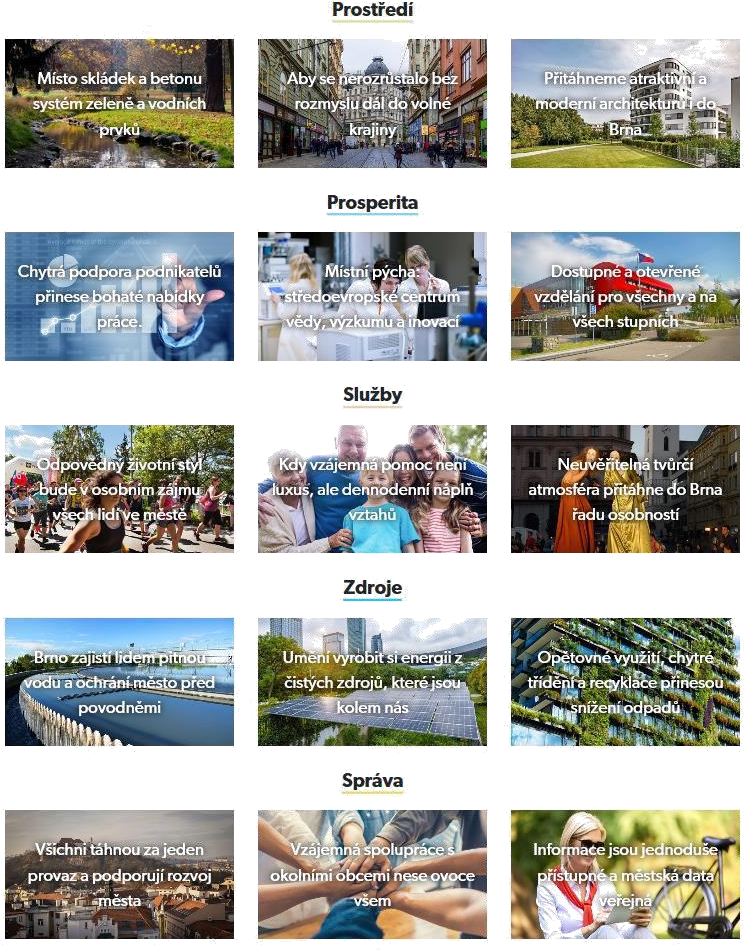 Prostředí
Místo skládek a betonu
systém zeleně a vodních
prvků
Aby se nerozrůstalo bez
rozmyslu dál do volné
krajiny
Přitáhneme atraktivní a
moderní architekturu i do
Brna
Prosperita
Chytrá podpora podnikatelů
přinese bohaté nabídky
práce.
Místní pýcha:
středoevropské centrum
vědy, výzkumu a inovací
Dostupné a otevřené
vzdělání pro všechny a na
všech stupních
Služby
Odpovědný životní styl
bude v osobním zájmu
všech lidí ve městě
Kdy vzájemná pomoc není
luxus, ale dennodenní náplň
vztahů
Neuvěřitelná tvůrčí
atmosféra přitáhne do Brna
řadu osobností
Zdroje
Brno zajistí lidem pitnou
vodu a ochrání město před
povodněmi
Umění vyrobit si energii z
čistých zdrojů, které jsou
kolem nás
Opětovné využití, chytré
třídění a recyklace přinesou
snížení odpadů
Správa
Všichni táhnou za jeden
provaz a podporují rozvoj
města
Vzájemná spolupráce s
okolními obcemi nese ovoce
všem
Informace jsou jednoduše
přístupné a městská data
veřejná